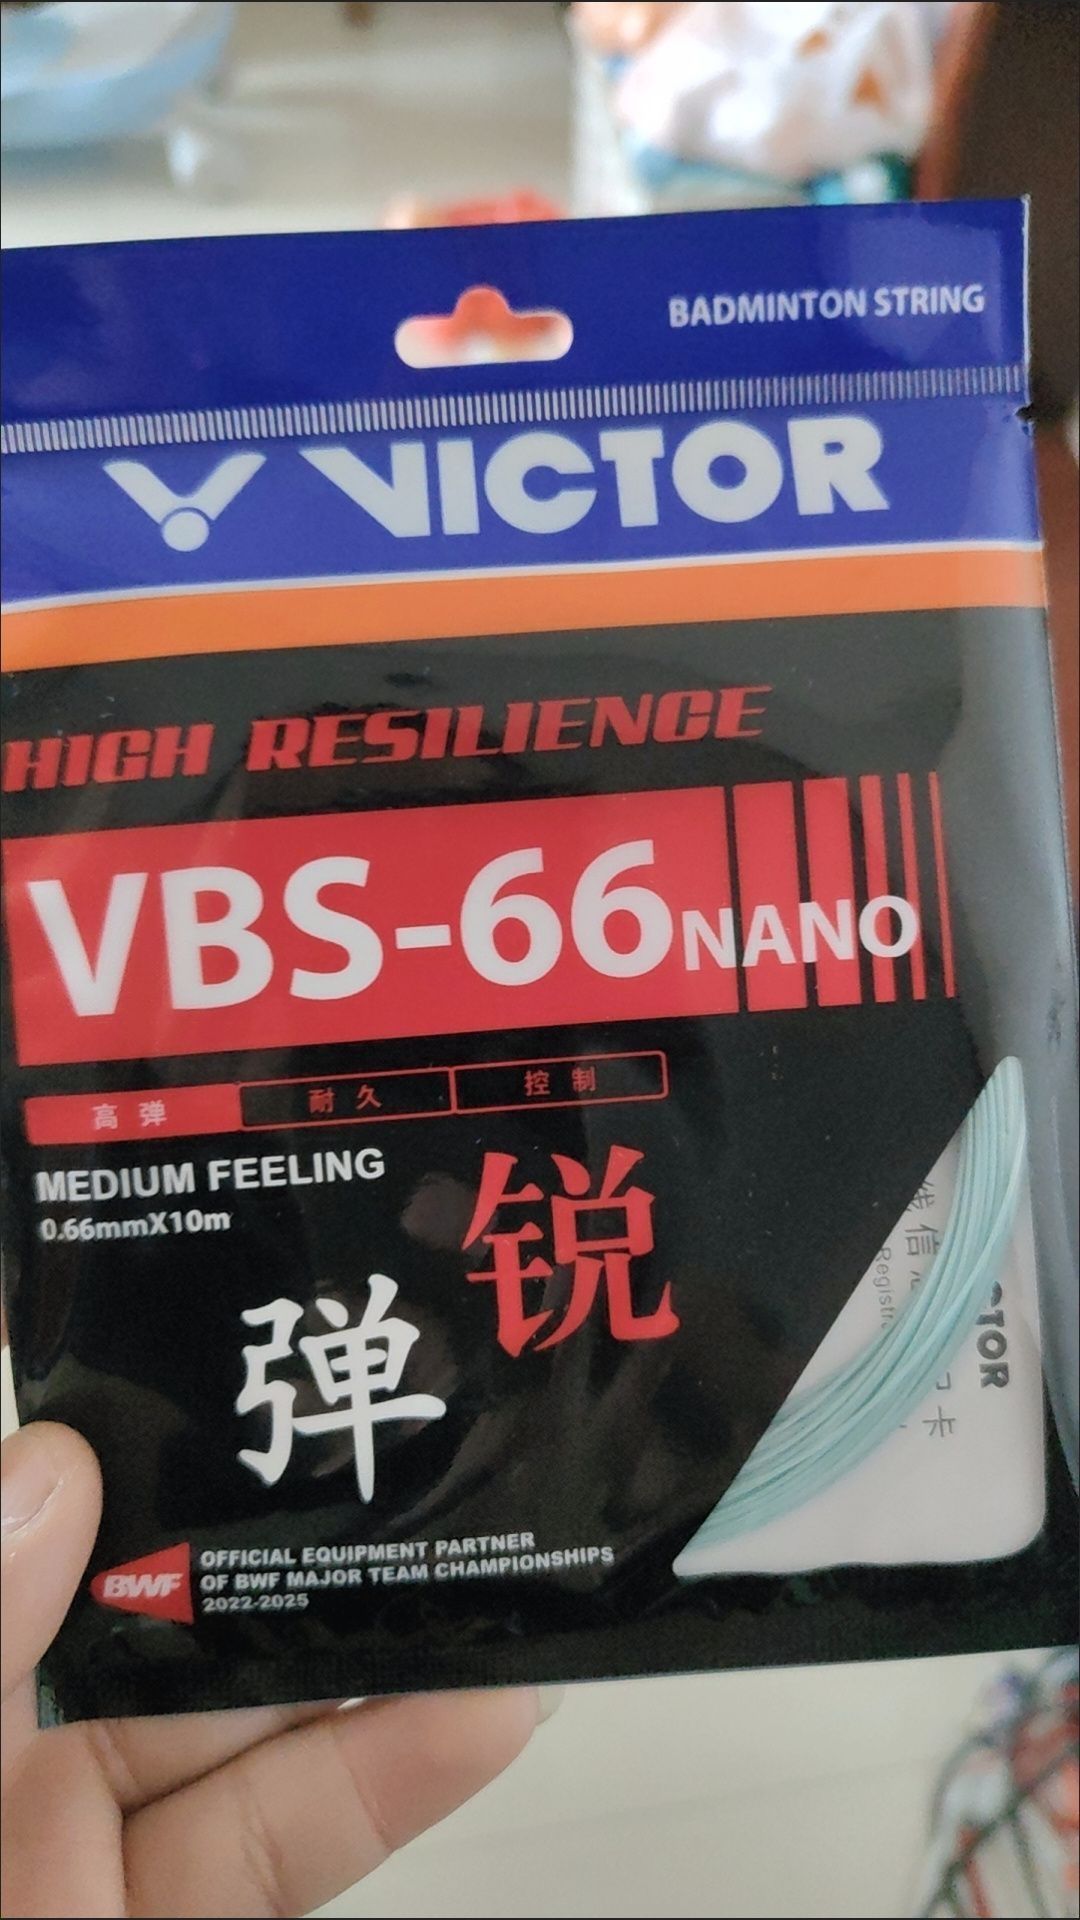 BADMINTON STRING
VICTOR
HIGH RESILIENCE
VBS-66NANO
高弹 耐久 控制
MEDIUM FEELING
0.66mmX10m
锐
弹
BWF
OFFICIAL EQUIPMENT PARTNER
OF BWF MAJOR TEAM CHAMPIONSHIPS
2022-2025